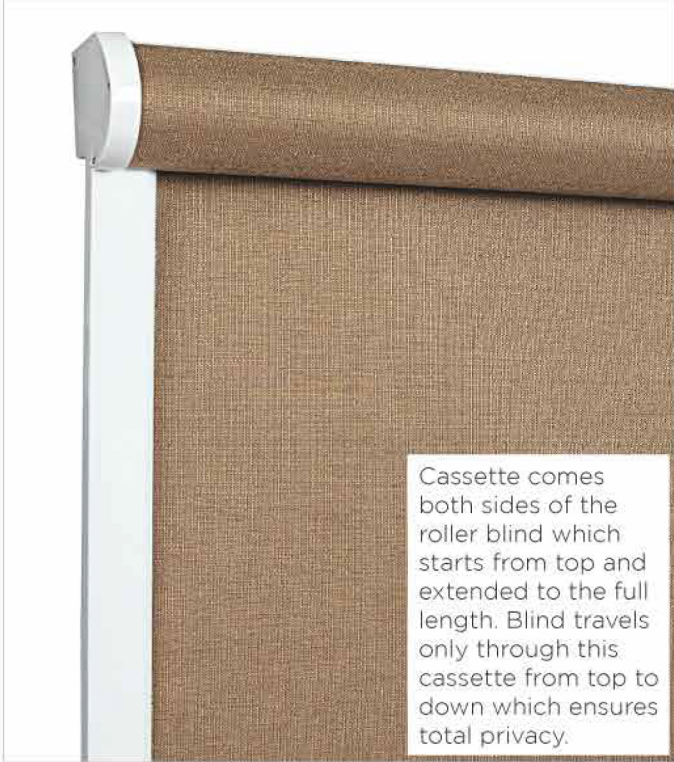 Cassette comes
both sides of the
roller blind which
starts from top and
extended to the full
length. Blind travels
only through this
cassette from top to
down which ensures
total privacy.